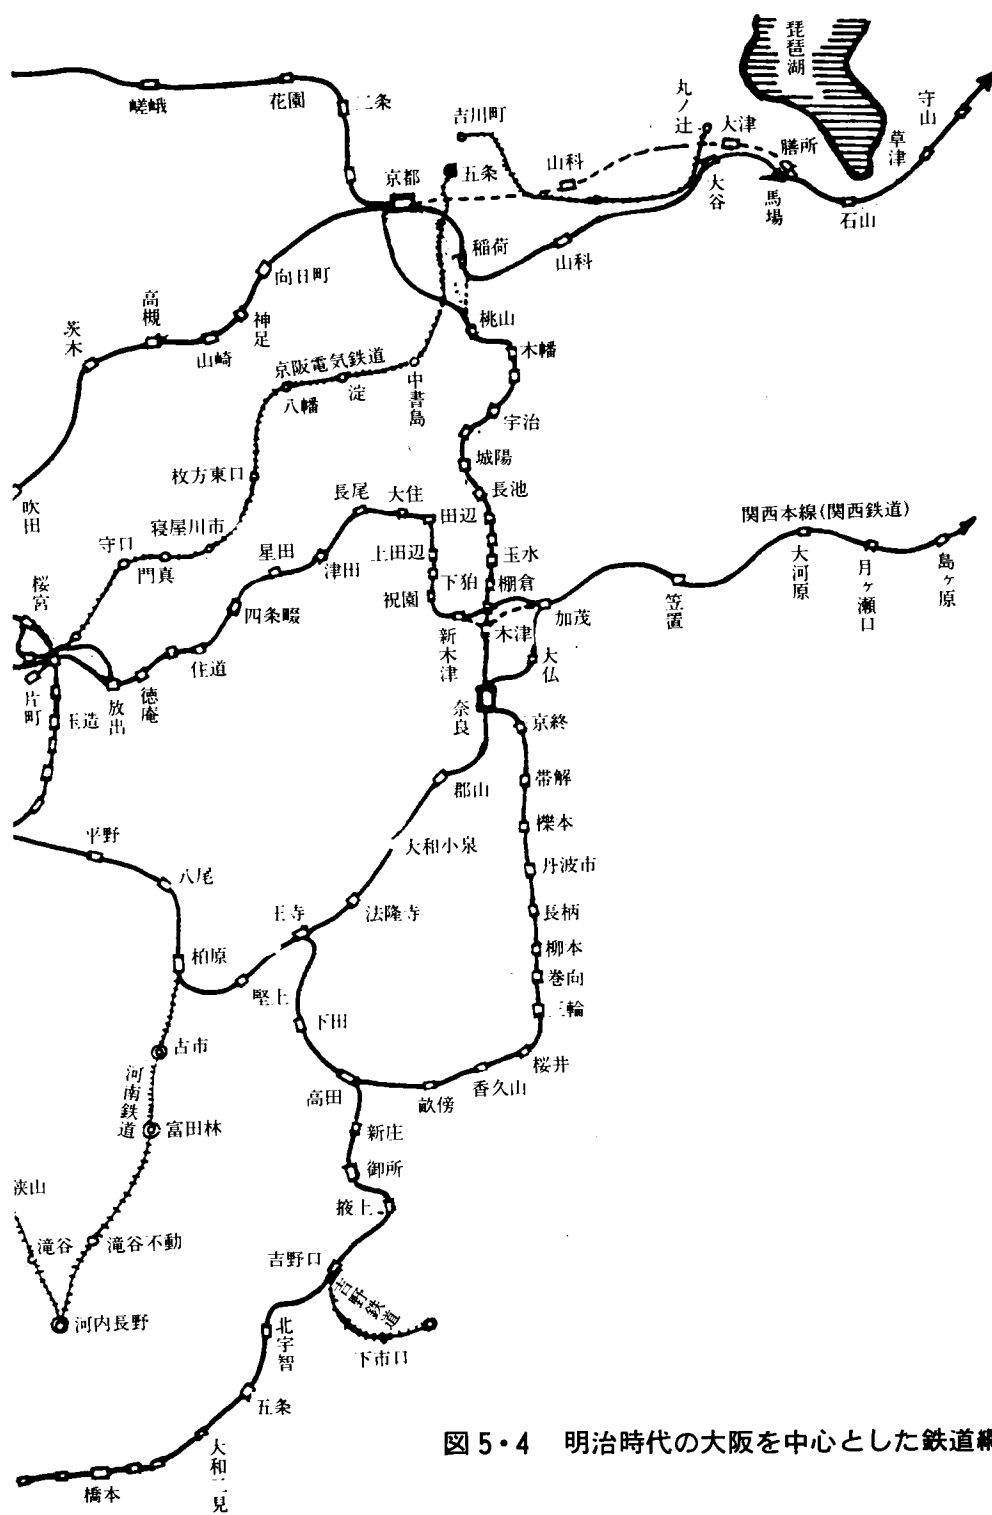 琵琶湖
嵯峨
花園
二条
吉川町
丸ノ辻
大津
膳所
守山
草津
京都
五条
山科
大谷
馬場
石山
稲荷
山科
向日町
高槻
神足
茨木
山崎
桃山
木幡
京阪電気鉄道
中書島
淀
八幡
宇治
城陽
枚方東口
長池
吹田
長尾
大住
田辺
関西本線(関西鉄道)
寝屋川市
守口
門真
星田
津田
上田辺
玉水
大河原
月ヶ瀬口
島ヶ原
桜宮
下狛
棚倉
祝園
四条畷
加茂
笠置
新木津
木津
大仏
住道
徳庵
放出
片町
玉造
奈良
京終
郡山
帯解
平野
大和小泉
櫟本
八尾
丹波市
王寺
法隆寺
長柄
柏原
柳本
巻向
堅上
三輪
下田
古市
桜井
河南鉄道
香久山
高田
畝傍
富田林
新庄
御所
狭山
掖上
滝谷
滝谷不動
吉野口
吉野鉄道
河内長野
北宇智
下市口
五条
大和二見
橋本
図5・4 明治時代の大阪を中心とした鉄道網